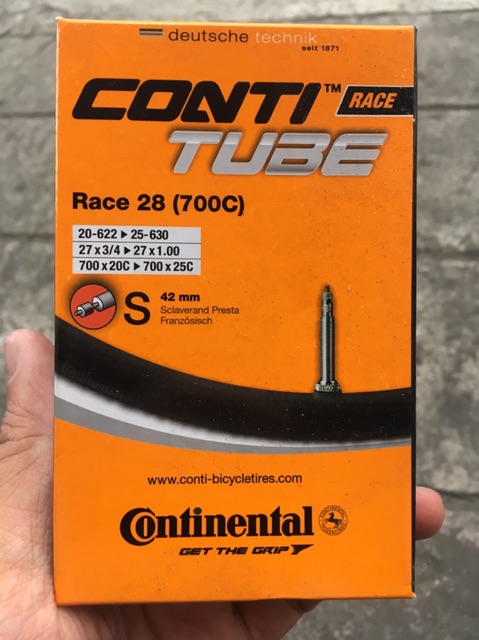 deutsche technik
seit 1871
CONTI™ RACE
TUBE
Race 28 (700C)
20-622 ▶ 25-630
27 x 3/4 ▶ 27 x 1.00
700 x 20C ▶ 700 x 25C
S
42 mm
Sclaverand Presta
Französisch
www.conti-bicycletires.com
Continental
GET THE GRIP